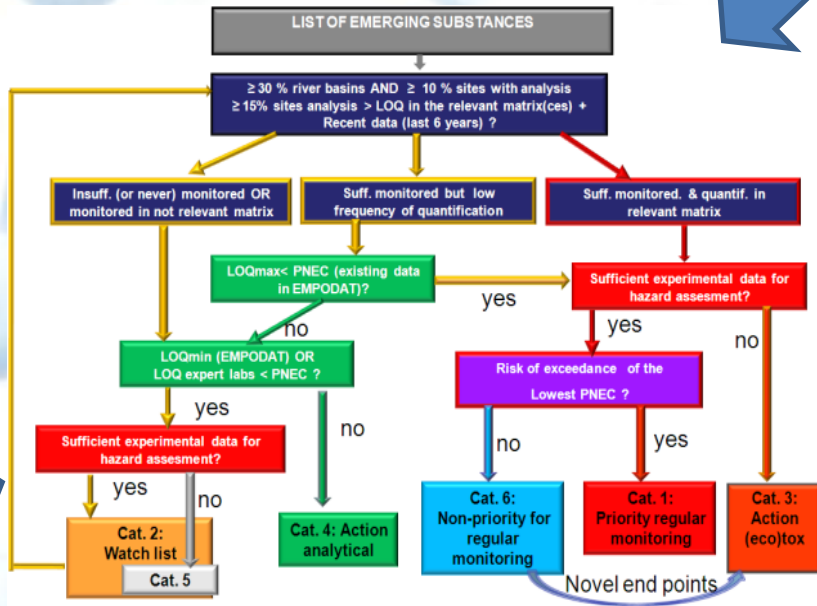 LIST OF EMERGING SUBSTANCES
≥ 30 % river basins AND ≥ 10 % sites with analysis
≥ 15% sites analysis > LOQ in the relevant matrix(ces) +
Recent data (last 6 years) ?
Insuff. (or never) monitored OR
monitored in not relevant matrix
Suff. monitored but low
frequency of quantification
Suff. monitored. & quantif. in
relevant matrix
LOQmax< PNEC (existing data
in EMPODAT)?
yes
Sufficient experimental data for
hazard assesment?
no
yes
no
LOQmin (EMPODAT) OR
LOQ expert labs < PNEC ?
Risk of exceedance of the
Lowest PNEC ?
yes
no
no
yes
Sufficient experimental data for
hazard assesment?
yes
no
Cat. 2:
Watch list
Cat. 5
Cat. 4: Action
analytical
Cat. 6:
Non-priority for
regular
monitoring
Cat. 1:
Priority regular
monitoring
Cat. 3:
Action
(eco)tox
Novel end points